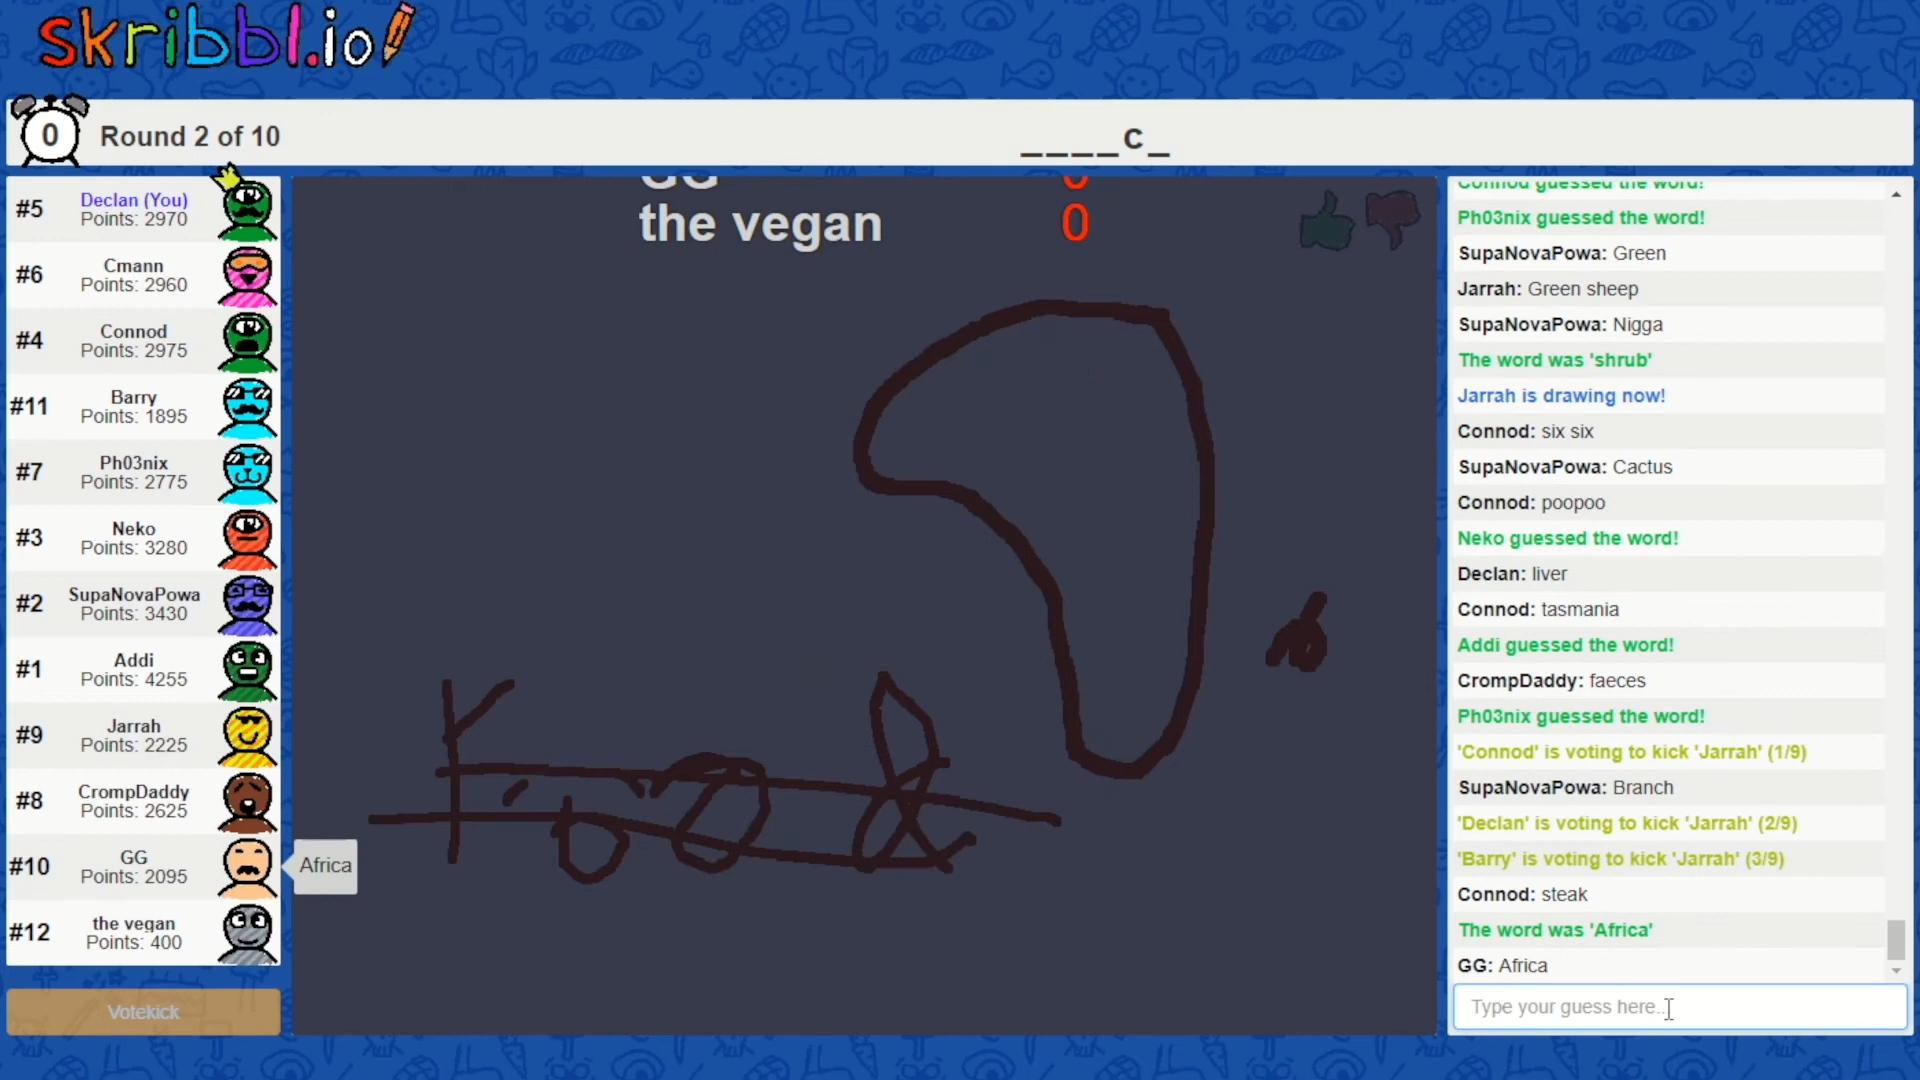 skribbl.io
0
Round 2 of 10
____c_
#5 Declan (You)
Points: 2970
#6 Cmann
Points: 2960
#4 Connod
Points: 2975
#11 Barry
Points: 1895
#7 Ph03nix
Points: 2775
#3 Neko
Points: 3280
#2 SupaNovaPowa
Points: 3430
#1 Addi
Points: 4255
#9 Jarrah
Points: 2225
#8 CrompDaddy
Points: 2625
#10 GG
Points: 2095
Africa
#12 the vegan
Points: 400
Votekick
GG 0
the vegan 0
Connod guessed the word!
Ph03nix guessed the word!
SupaNovaPowa: Green
Jarrah: Green sheep
SupaNovaPowa: Nigga
The word was 'shrub'
Jarrah is drawing now!
Connod: six six
SupaNovaPowa: Cactus
Connod: poopoo
Neko guessed the word!
Declan: liver
Connod: tasmania
Addi guessed the word!
CrompDaddy: faeces
Ph03nix guessed the word!
'Connod' is voting to kick 'Jarrah' (1/9)
SupaNovaPowa: Branch
'Declan' is voting to kick 'Jarrah' (2/9)
'Barry' is voting to kick 'Jarrah' (3/9)
Connod: steak
The word was 'Africa'
GG: Africa
Type your guess here...